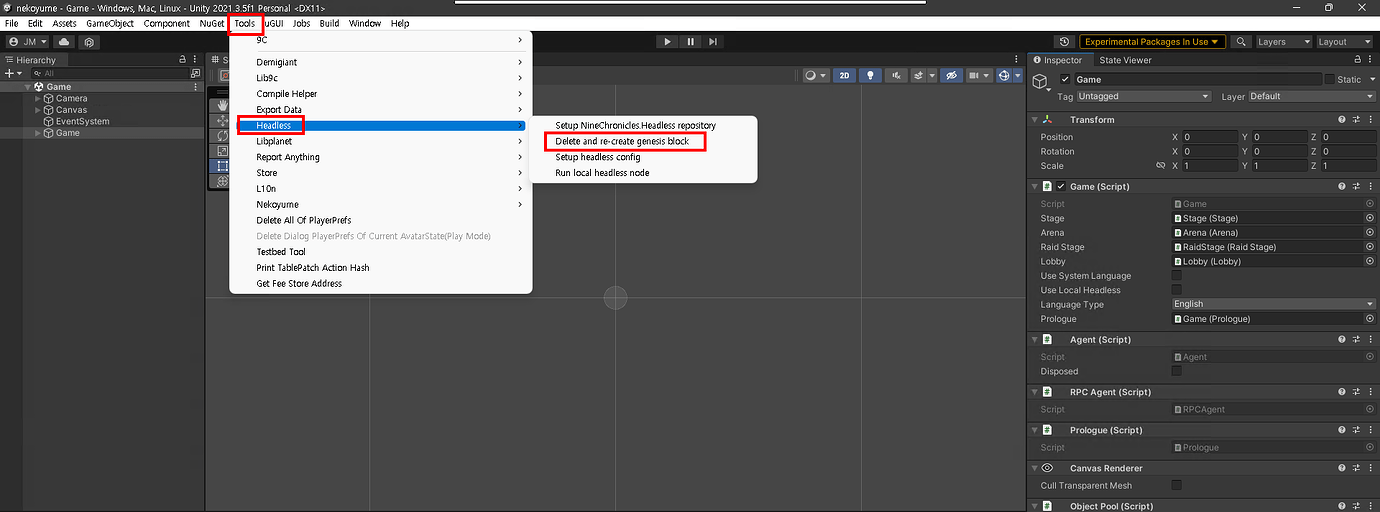 nekoyume - Game - Windows, Mac, Linux - Unity 2021.3.5f1 Personal <DX11>
File Edit Assets GameObject Component NuGet Tools uGUI Jobs Build Window Help
JM
Experimental Packages In Use
Layers
Layout
Hierarchy
All
Game
Camera
Canvas
EventSystem
Game
9C
Demigiant
Lib9c
Compile Helper
Export Data
Headless
Libplanet
Report Anything
Store
L10n
Nekoyume
Delete All Of PlayerPrefs
Delete Dialog PlayerPrefs Of Current AvatarState(Play Mode)
Testbed Tool
Print TablePatch Action Hash
Get Fee Store Address
Setup NineChronicles.Headless repository
Delete and re-create genesis block
Setup headless config
Run local headless node
2D
Inspector State Viewer
Game Static
Tag Untagged Layer Default
Transform
Position X 0 Y 0 Z 0
Rotation X 0 Y 0 Z 0
Scale X 1 Y 1 Z 1
Game (Script)
Script Game
Stage Stage (Stage)
Arena Arena (Arena)
Raid Stage RaidStage (Raid Stage)
Lobby Lobby (Lobby)
Use System Language
Use Local Headless
Language Type English
Prologue Game (Prologue)
Agent (Script)
Script Agent
Disposed
RPC Agent (Script)
Script RPCAgent
Prologue (Script)
Script Prologue
Canvas Renderer
Cull Transparent Mesh
Object Pool (Script)